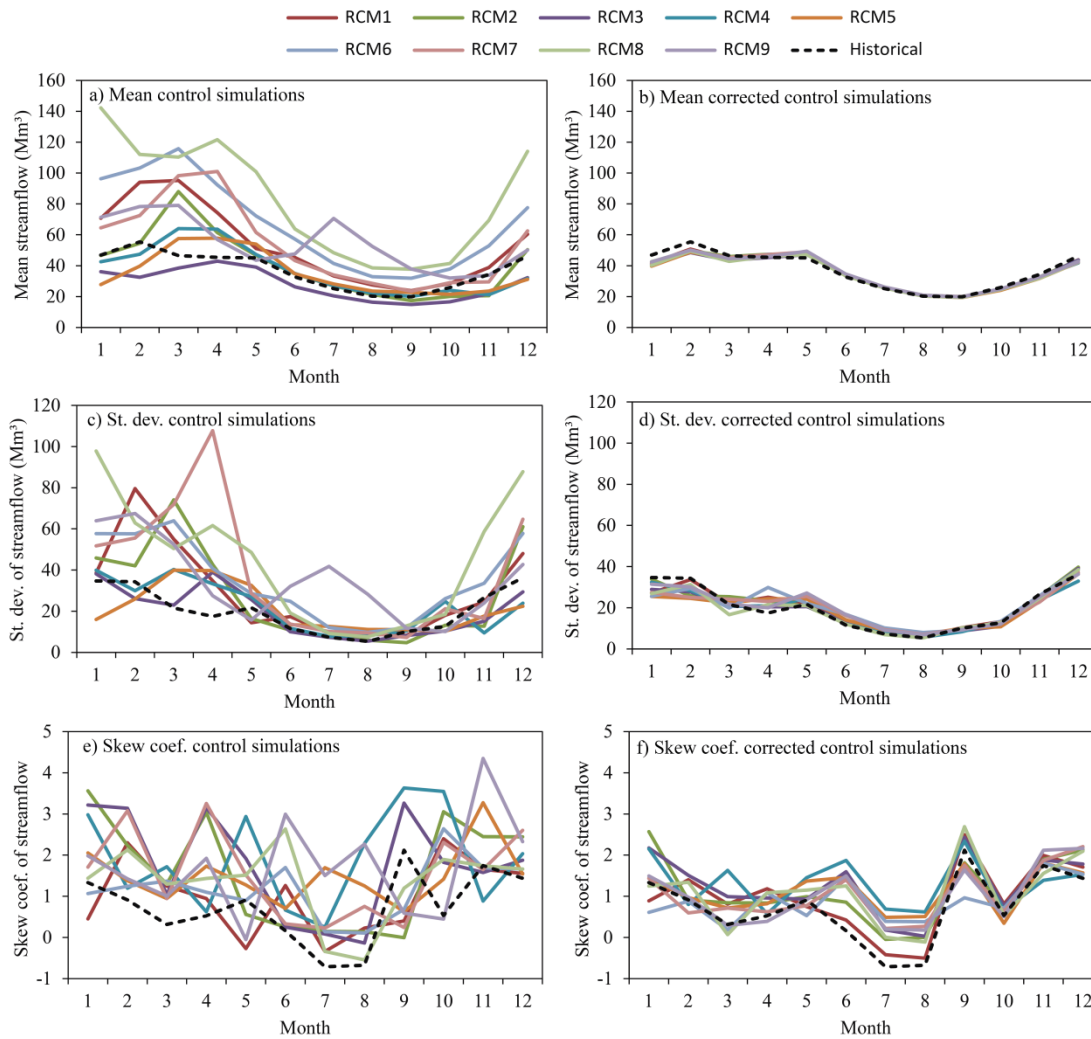 RCM1 RCM2 RCM3 RCM4 RCM5
RCM6 RCM7 RCM8 RCM9 Historical
a) Mean control simulations
Mean streamflow (Mm³)
160
140
120
100
80
60
40
20
0
1 2 3 4 5 6 7 8 9 10 11 12
Month
b) Mean corrected control simulations
Mean streamflow (Mm³)
160
140
120
100
80
60
40
20
0
1 2 3 4 5 6 7 8 9 10 11 12
Month
c) St. dev. control simulations
St. dev. of streamflow (Mm³)
120
100
80
60
40
20
0
1 2 3 4 5 6 7 8 9 10 11 12
Month
d) St. dev. corrected control simulations
St. dev. of streamflow (Mm³)
120
100
80
60
40
20
0
1 2 3 4 5 6 7 8 9 10 11 12
Month
e) Skew coef. control simulations
Skew coef. of streamflow
5
4
3
2
1
0
-1
1 2 3 4 5 6 7 8 9 10 11 12
Month
f) Skew coef. corrected control simulations
Skew coef. of streamflow
5
4
3
2
1
0
-1
1 2 3 4 5 6 7 8 9 10 11 12
Month